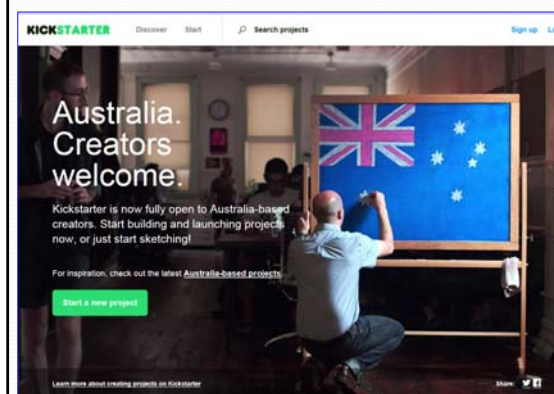 KICKSTARTER Discover Start Search projects Sign up
Australia.
Creators
welcome.
Kickstarter is now fully open to Australia-based
creators. Start building and launching projects
now, or just start sketching!
For inspiration, check out the latest Australia-based projects
Start a new project
Learn more about creating projects on Kickstarter
Share: